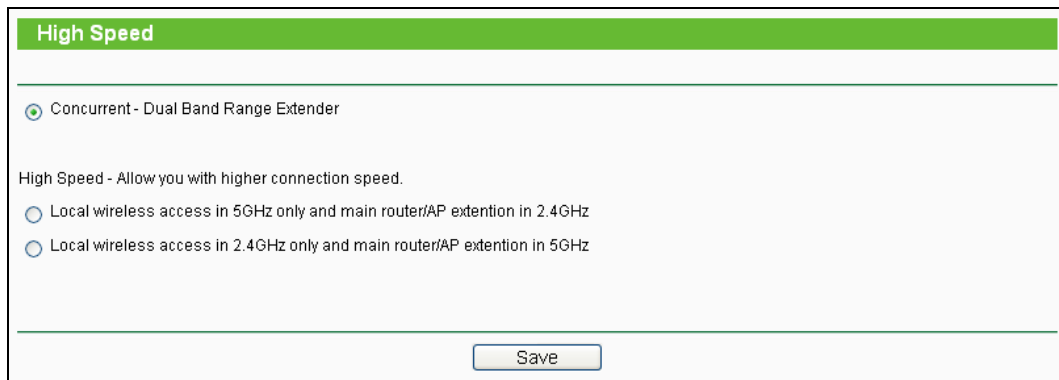 High Speed
Concurrent - Dual Band Range Extender
High Speed - Allow you with higher connection speed.
Local wireless access in 5GHz only and main router/AP extention in 2.4GHz
Local wireless access in 2.4GHz only and main router/AP extention in 5GHz
Save